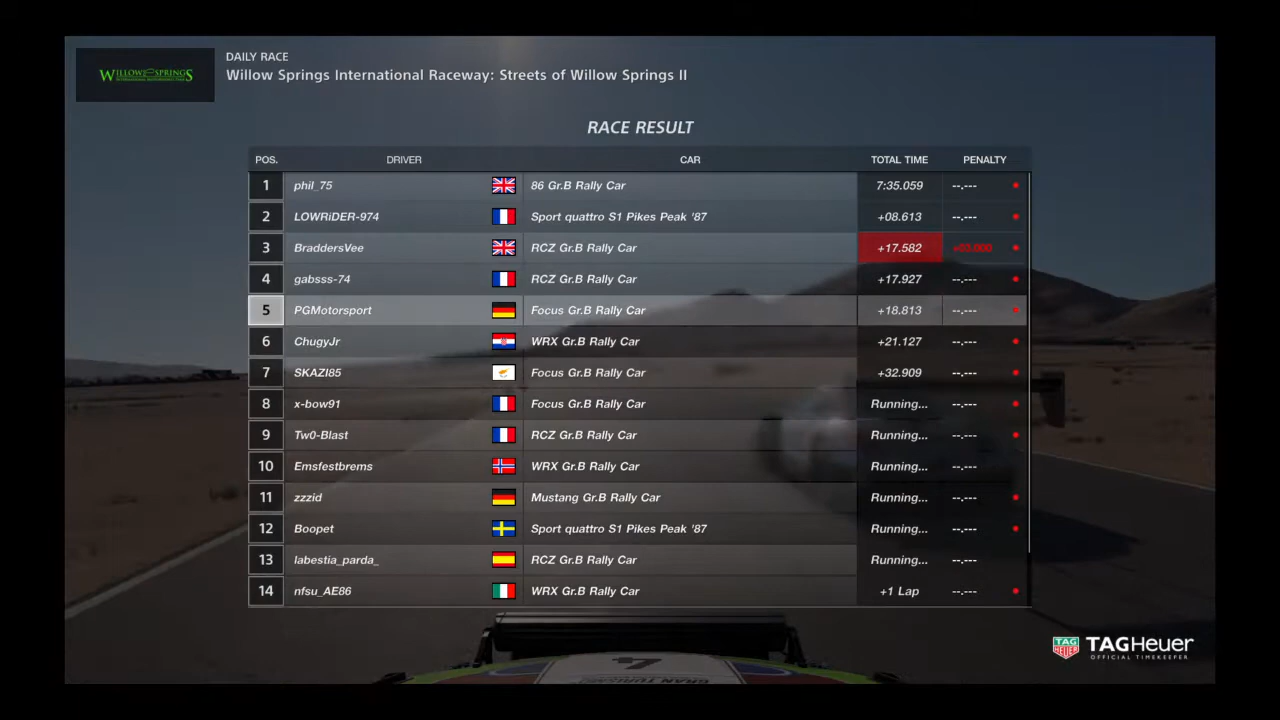 WILLOW SPRINGS
DAILY RACE
Willow Springs International Raceway: Streets of Willow Springs II
RACE RESULT
POS. DRIVER CAR TOTAL TIME PENALTY
1 phil_75 86 Gr.B Rally Car 7:35.059 --.---
2 LOWRiDER-974 Sport quattro S1 Pikes Peak '87 +08.613 --.---
3 BraddersVee RCZ Gr.B Rally Car +17.582 +03.000
4 gabsss-74 RCZ Gr.B Rally Car +17.927 --.---
5 PGMotorsport Focus Gr.B Rally Car +18.813 --.---
6 ChugyJr WRX Gr.B Rally Car +21.127 --.---
7 SKAZI85 Focus Gr.B Rally Car +32.909 --.---
8 x-bow91 Focus Gr.B Rally Car Running... --.---
9 Tw0-Blast RCZ Gr.B Rally Car Running... --.---
10 Emsfestbrems WRX Gr.B Rally Car Running... --.---
11 zzzid Mustang Gr.B Rally Car Running... --.---
12 Boopet Sport quattro S1 Pikes Peak '87 Running... --.---
13 labestia_parda_ RCZ Gr.B Rally Car Running... --.---
14 nfsu_AE86 WRX Gr.B Rally Car +1 Lap --.---
TAG HEUER TAGHeuer
OFFICIAL TIMEKEEPER
4
GRAN TURISMO